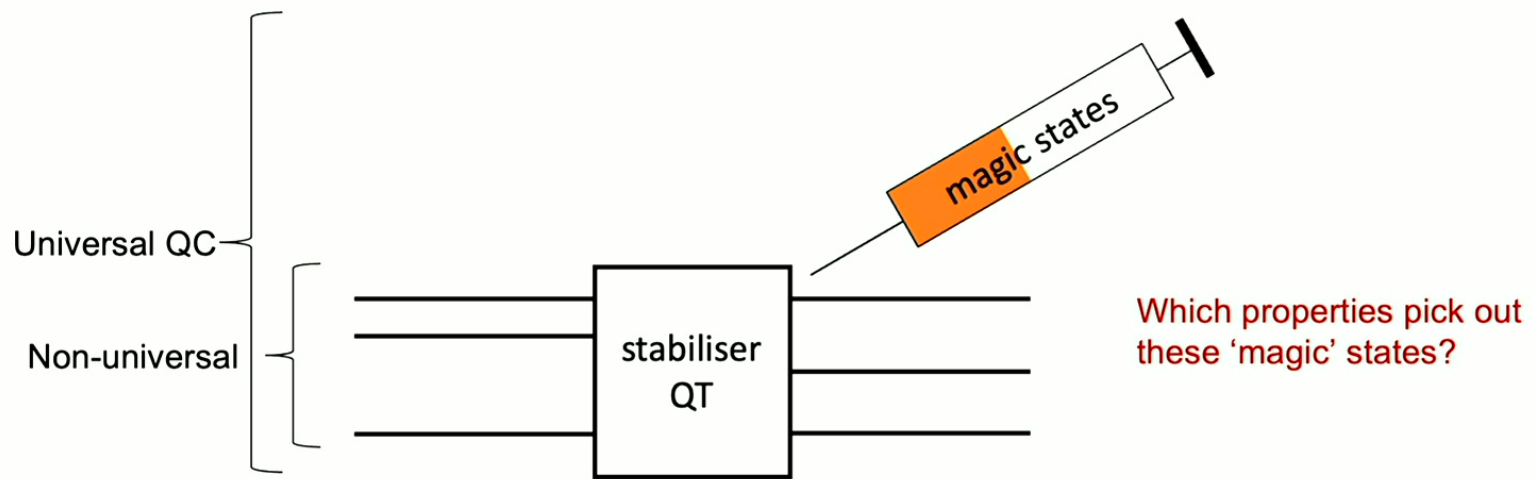 magic states
Universal QC
Non-universal
stabiliser
QT
Which properties pick out
these ‘magic’ states?